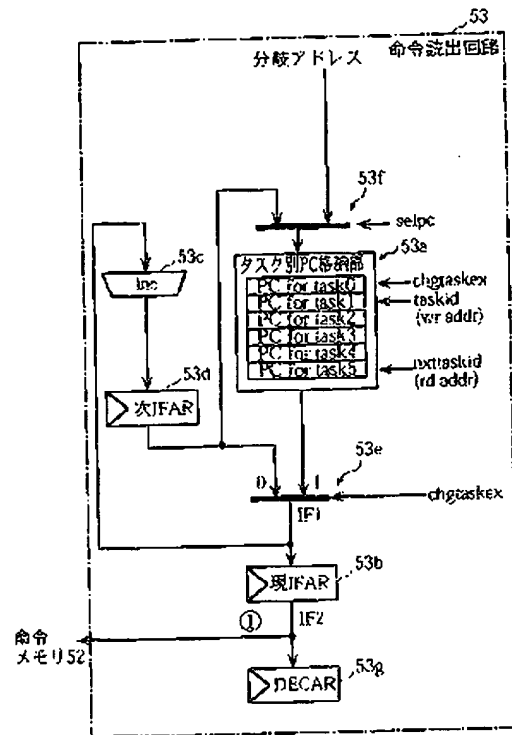 53
命令読出回路
分岐アドレス
53f
selpc
53a
タスク別PC格納部
53c
Inc
PC for task0
PC for task1
PC for task2
PC for task3
PC for task4
PC for task5
chgtaskex
taskid
(wr addr)
nxttaskid
(rd addr)
53d
次IFAR
53e
0
1
chgtaskex
IF1
53b
現IFAR
①
IF2
命令
メモリ52
53g
DECAR